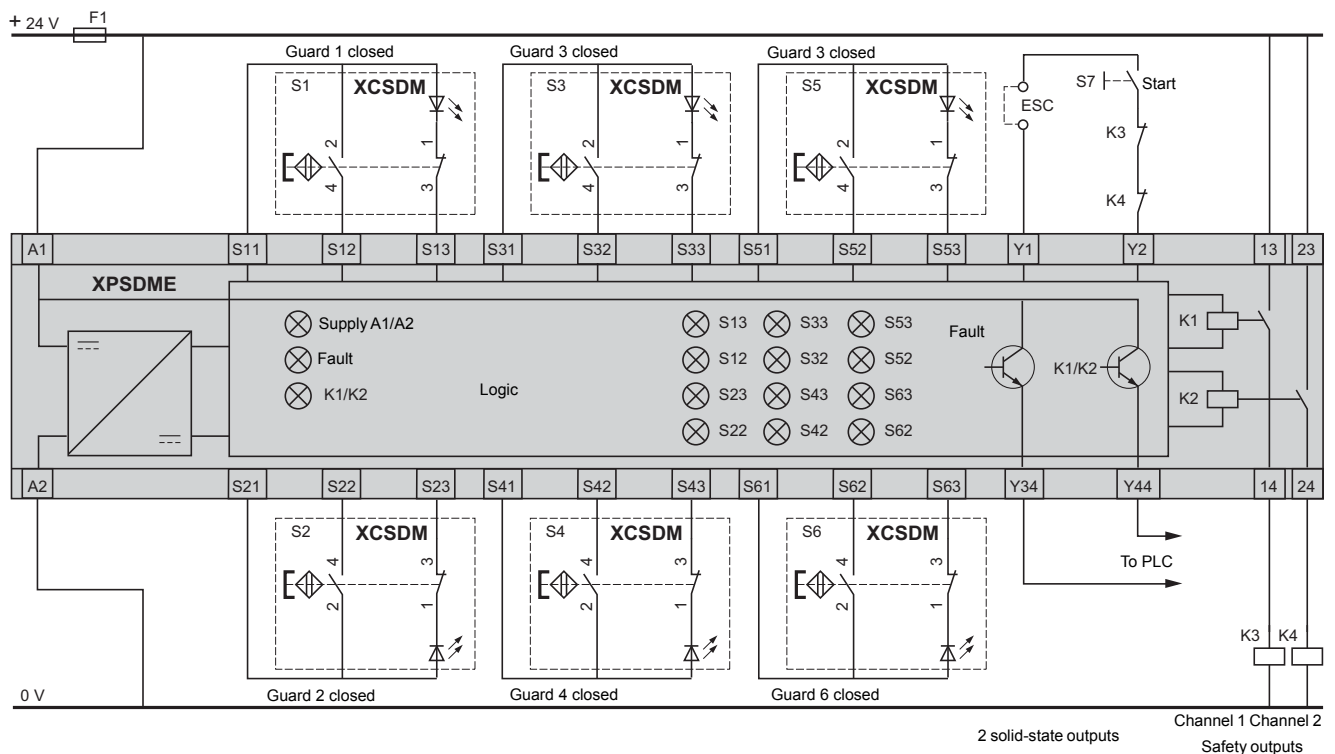 + 24 V
F1
Guard 1 closed
Guard 3 closed
Guard 3 closed
S1
XCSDM
S3
XCSDM
S5
XCSDM
S7
Start
ESC
K3
K4
2
1
4
3
2
1
4
3
2
1
4
3
A1
S11
S12
S13
S31
S32
S33
S51
S52
S53
Y1
Y2
13
23
XPSDME
Supply A1/A2
Fault
K1/K2
Logic
S13
S33
S53
S12
S32
S52
S23
S43
S63
S22
S42
S62
Fault
K1/K2
K1
K2
A2
S21
S22
S23
S41
S42
S43
S61
S62
S63
Y34
Y44
14
24
S2
XCSDM
S4
XCSDM
S6
XCSDM
4
3
2
1
4
3
2
1
4
3
2
1
To PLC
K3
K4
0 V
Guard 2 closed
Guard 4 closed
Guard 6 closed
2 solid-state outputs
Channel 1 Channel 2
Safety outputs